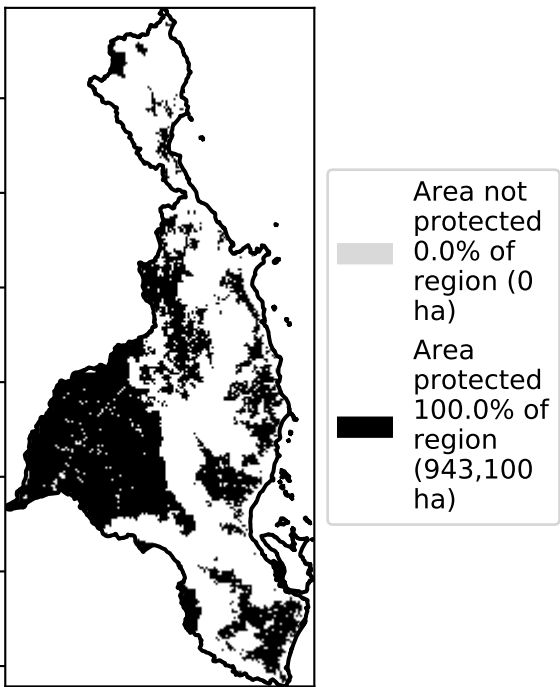 Area not
protected
0.0% of
region (0
ha)
Area
protected
100.0% of
region
(943,100
ha)